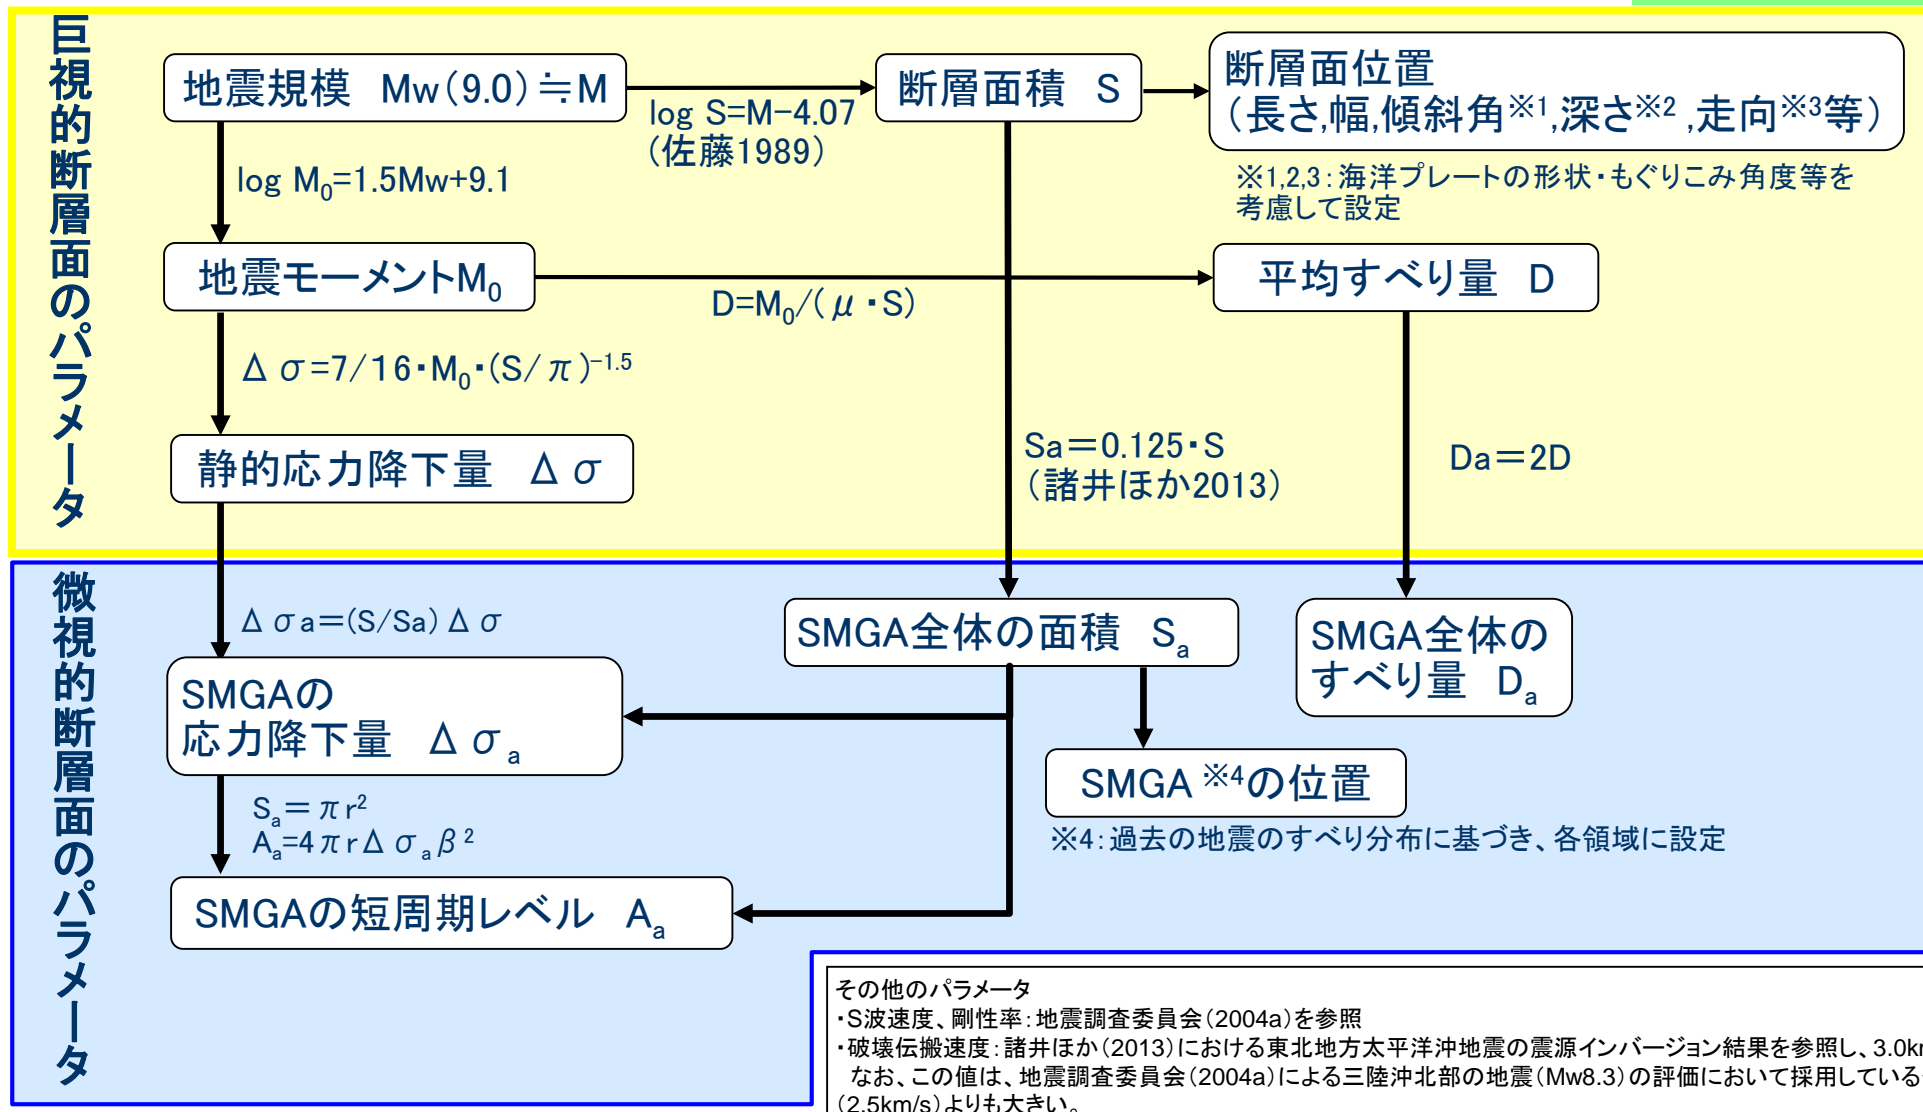 巨視的断層面のパラメータ
地震規模　Mw(9.0)≒M
log S=M-4.07
(佐藤1989)
断層面積　S
断層面位置
(長さ,幅,傾斜角※1,深さ※2 ,走向※3等)
※1,2,3:海洋プレートの形状・もぐりこみ角度等を
考慮して設定
log M0=1.5Mw+9.1
地震モーメントM0
D=M0/(μ・S)
平均すべり量　D
Δσ=7/16・M0・(S/π)-1.5
静的応力降下量　Δσ
Sa=0.125・S
(諸井ほか2013)
Da=2D
微視的断層面のパラメータ
Δσa=(S/Sa)Δσ
SMGA全体の面積　Sa
SMGA全体の
すべり量　Da
SMGAの
応力降下量　Δσa
SMGA※4の位置
※4:過去の地震のすべり分布に基づき、各領域に設定
Sa=πr2
Aa=4πrΔσaβ2
SMGAの短周期レベル　Aa
その他のパラメータ
・S波速度、剛性率:地震調査委員会(2004a)を参照
・破壊伝搬速度:諸井ほか(2013)における東北地方太平洋沖地震の震源インバージョン結果を参照し、3.0k
なお、この値は、地震調査委員会(2004a)による三陸沖北部の地震(Mw8.3)の評価において採用している
(2.5km/s)よりも大きい。